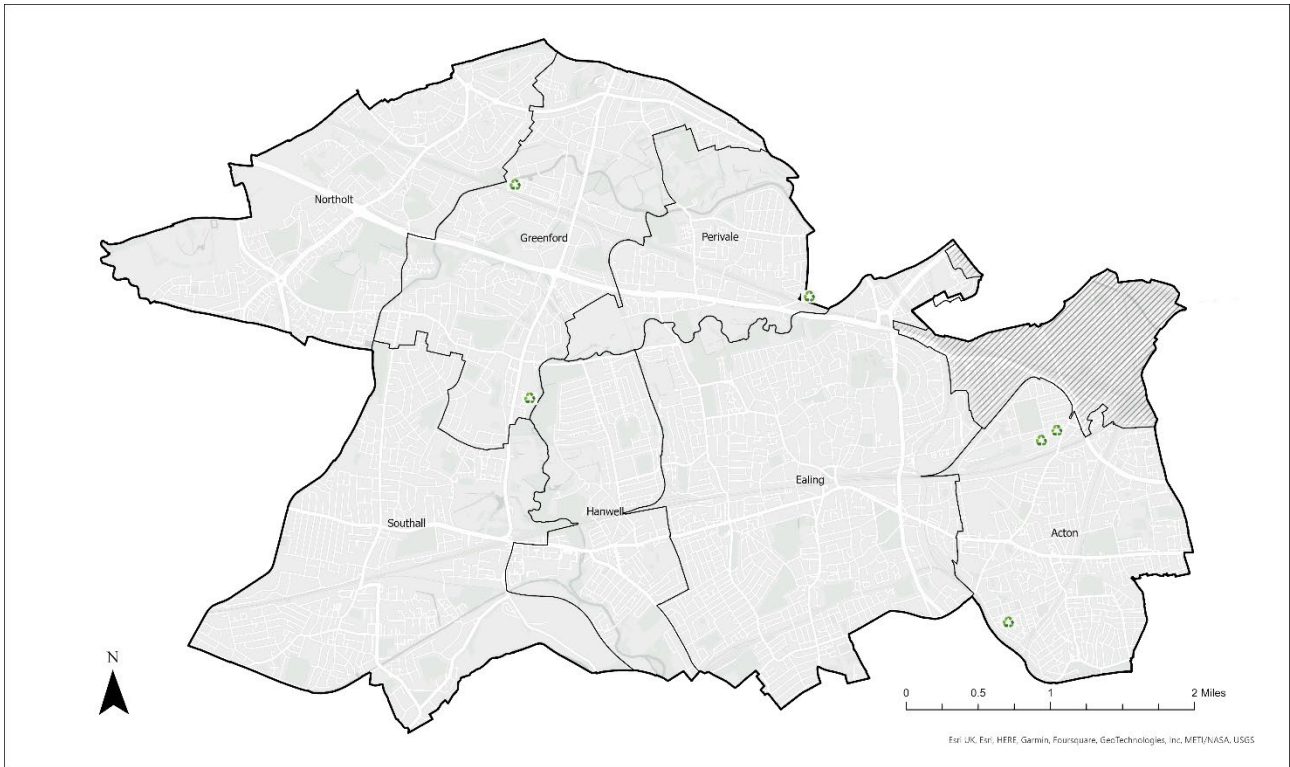 Northolt
Greenford
Perivale
Ealing
Southall
Hanwell
Acton
N
0 0.5 1 2 Miles
Esri UK, Esri, HERE, Garmin, Foursquare, GeoTechnologies, Inc, METI/NASA, USGS